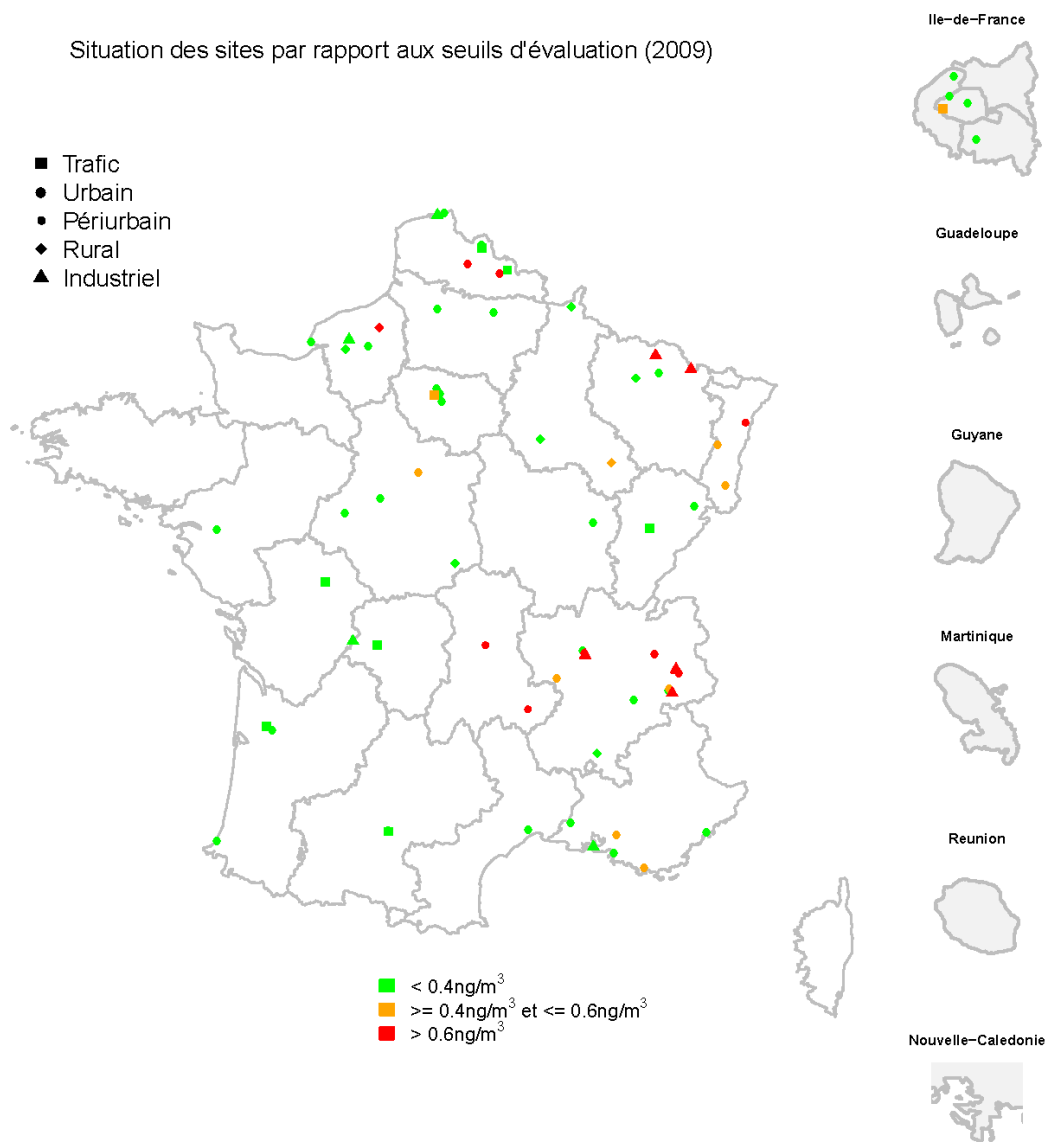 Situation des sites par rapport aux seuils d'évaluation (2009)
Trafic
Urbain
Périurbain
Rural
Industriel
< 0.4ng/m³
>= 0.4ng/m³ et <= 0.6ng/m³
> 0.6ng/m³
Ile−de−France
Guadeloupe
Guyane
Martinique
Reunion
Nouvelle−Caledonie